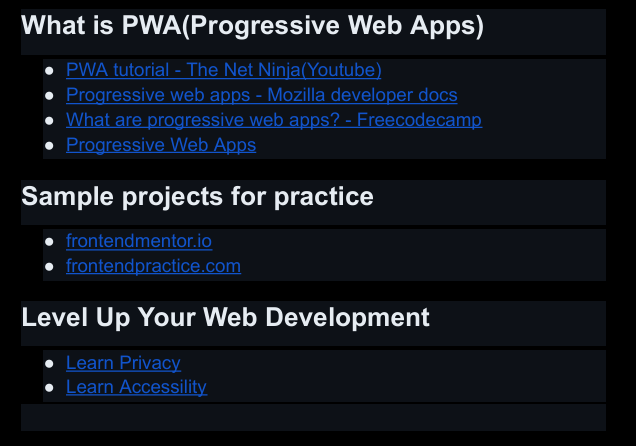 What is PWA(Progressive Web Apps)
● PWA tutorial - The Net Ninja(Youtube)
● Progressive web apps - Mozilla developer docs
● What are progressive web apps? - Freecodecamp
● Progressive Web Apps
Sample projects for practice
● frontendmentor.io
● frontendpractice.com
Level Up Your Web Development
● Learn Privacy
● Learn Accessility